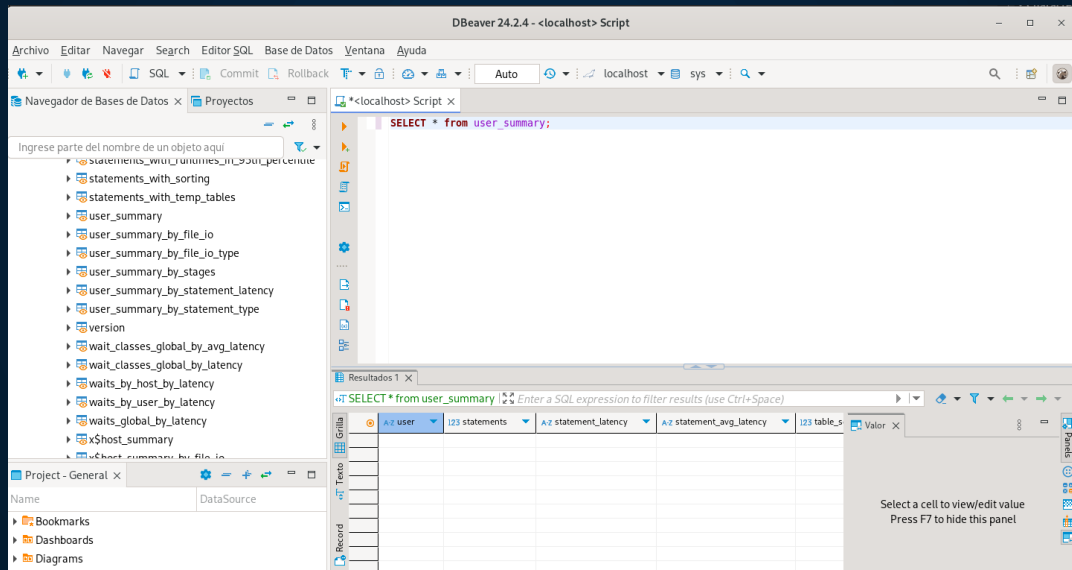 DBeaver 24.2.4 - <localhost> Script
Archivo Editar Navegar Search Editor SQL Base de Datos Ventana Ayuda
SQL Commit Rollback Auto localhost sys
Navegador de Bases de Datos Proyectos
*<localhost> Script
SELECT * from user_summary;
Ingrese parte del nombre de un objeto aquí
statements_with_runtimes_in_95th_percentile
statements_with_sorting
statements_with_temp_tables
user_summary
user_summary_by_file_io
user_summary_by_file_io_type
user_summary_by_stages
user_summary_by_statement_latency
user_summary_by_statement_type
version
wait_classes_global_by_avg_latency
wait_classes_global_by_latency
waits_by_host_by_latency
waits_by_user_by_latency
waits_global_by_latency
x$host_summary
x$host_summary_by_file_io
Project - General
Name DataSource
Bookmarks
Dashboards
Diagrams
Resultados 1
SELECT * from user_summary Enter a SQL expression to filter results (use Ctrl+Space)
Grilla
Texto
Record
A-Z user 123 statements A-Z statement_latency A-Z statement_avg_latency 123 table_s
Valor
Select a cell to view/edit value
Press F7 to hide this panel
Panels